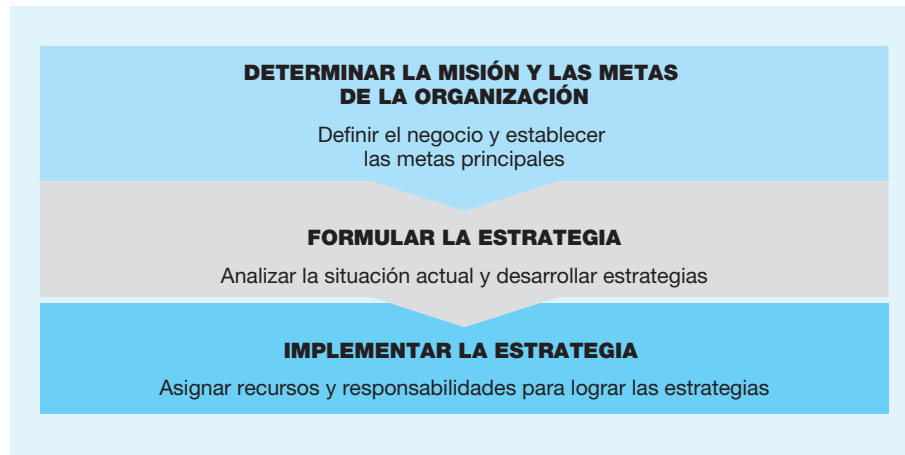 DETERMINAR LA MISIÓN Y LAS METAS
DE LA ORGANIZACIÓN
Definir el negocio y establecer
las metas principales
FORMULAR LA ESTRATEGIA
Analizar la situación actual y desarrollar estrategias
IMPLEMENTAR LA ESTRATEGIA
Asignar recursos y responsabilidades para lograr las estrategias